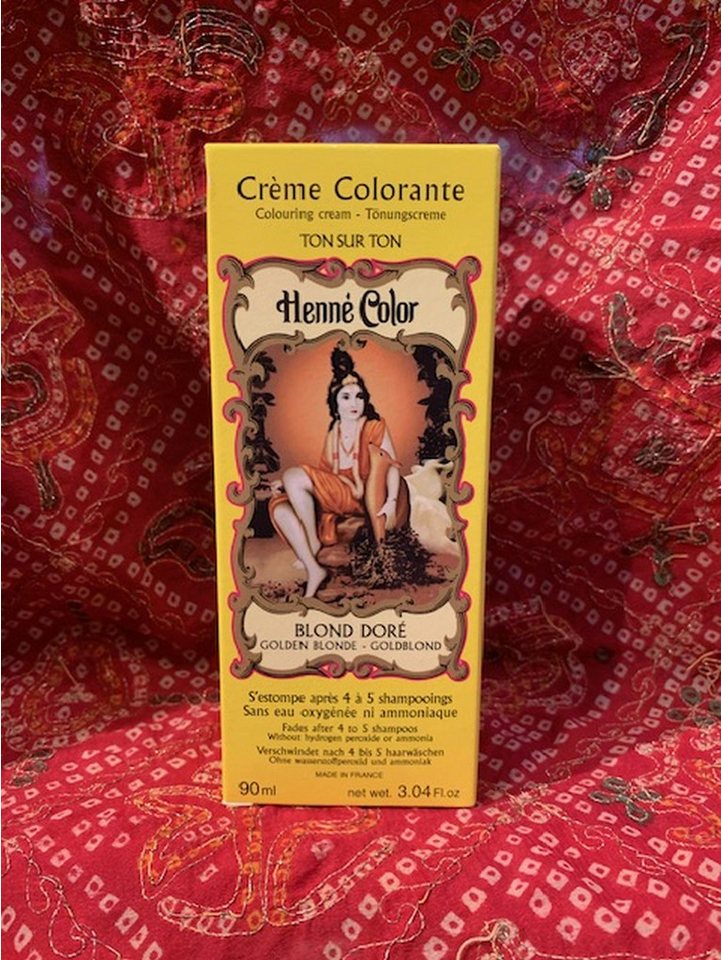 Crème Colorante
Colouring cream - Tönungscreme
TON SUR TON
Henné Color
BLOND DORÉ
GOLDEN BLONDE - GOLDBLOND
S'estompe après 4 à 5 shampooings
Sans eau oxygénée ni ammoniaque
Fades after 4 to 5 shampoos
Without hydrogen peroxide or ammonia
Verschwindet nach 4 bis 5 haarwäschen
Ohne wasserstoffperoxid und ammoniak
MADE IN FRANCE
90ml net wet. 3.04 Fl.oz